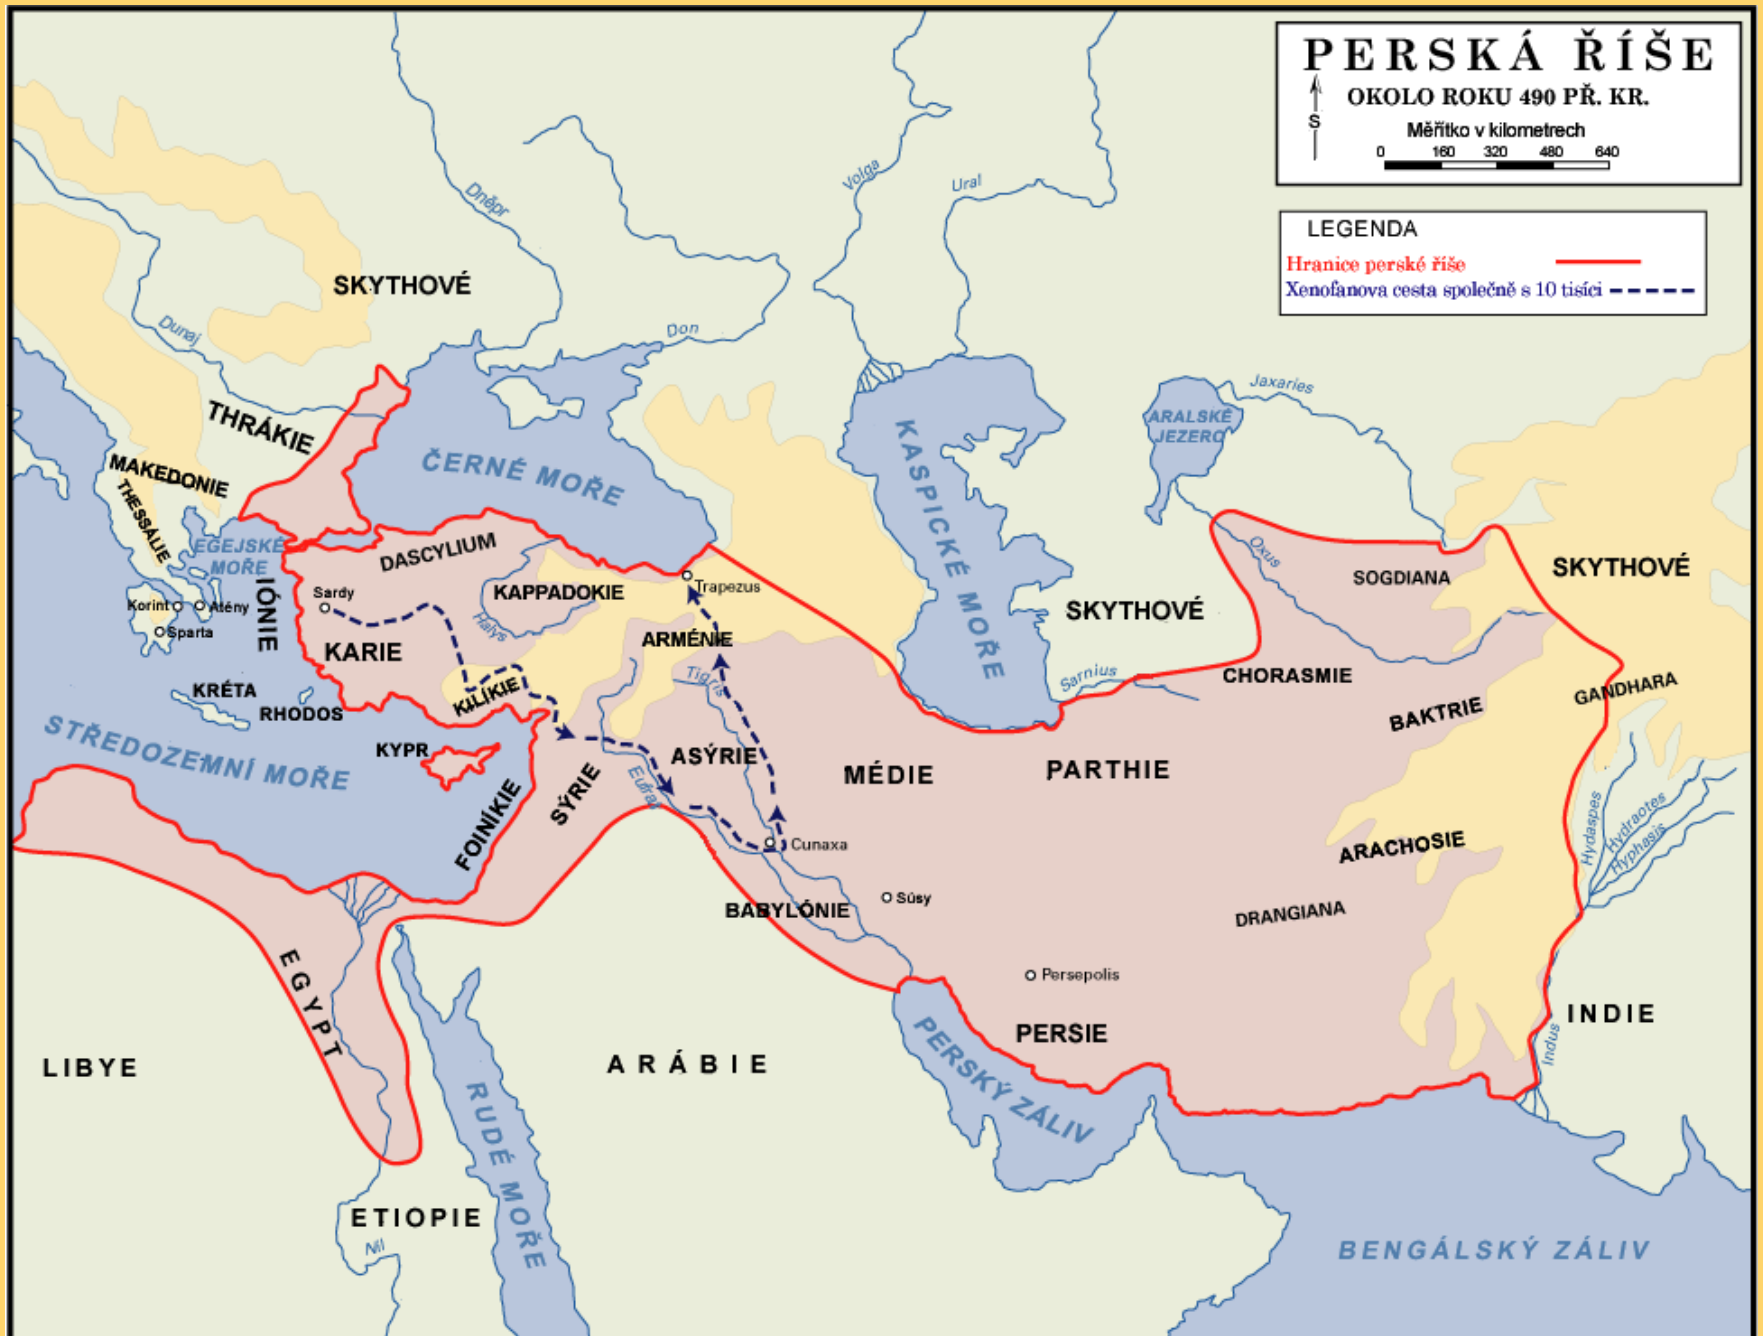 PERSKÁ ŘÍŠE
OKOLO ROKU 490 PŘ. KR.
S
Měřítko v kilometrech
0 160 320 480 640
LEGENDA
Hranice perské říše
Xenofanova cesta společně s 10 tisíci
Dněpr
Volga
Ural
SKYTHOVÉ
Dunaj
Don
Jaxaries
THRÁKIE
ARALSKÉ
JEZERO
KASPICKÉ MOŘE
ČERNÉ MOŘE
MAKEDONIE
THESSÁLIE
EGEJSKÉ
MOŘE
DASCYLIUM
Oxus
SOGDIANA
SKYTHOVÉ
IÓNIE
Sardy
KAPPADOKIE
Trapezus
Korint
Atény
Sparta
Halys
ARMÉNIE
SKYTHOVÉ
KARIE
Tigris
Sarnius
CHORASMIE
KRÉTA
RHODOS
KILÍKIE
BAKTRIE
GANDHARA
STŘEDOZEMNÍ MOŘE
KYPR
ASÝRIE
MÉDIE
PARTHIE
FOINÍKIE
SÝRIE
Eufrat
Cunaxa
ARACHOSIE
Hydaspes
Hydraotes
Hyphasis
BABYLÓNIE
Súsy
DRANGIANA
EGYPT
Persepolis
PERSIE
INDIE
Indus
LIBYE
ARÁBIE
PERSKÝ ZÁLIV
RUDÉ MOŘE
ETIOPIE
Nil
BENGÁLSKÝ ZÁLIV